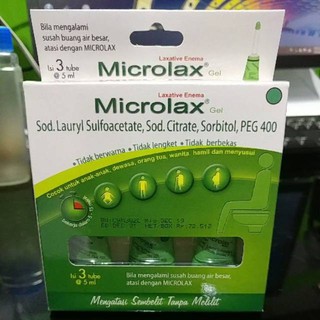 Bila mengalami
susah buang air besar,
atasi dengan MICROLAX
Isi 3 tube
@ 5 ml
Laxative Enema
Microlax® Gel
Laxative Enema
Microlax® Gel
Sod. Lauryl Sulfoacetate, Sod. Citrate, Sorbitol, PEG 400
•Tidak berwarna •Tidak lengket •Tidak berbekas
Cocok untuk anak-anak, dewasa, orang tua, wanita hamil dan menyusui
Isi 3 tube
@ 5 ml
Bila mengalami susah buang air besar,
atasi dengan MICROLAX
Mengatasi Sembelit Tanpa Melilit